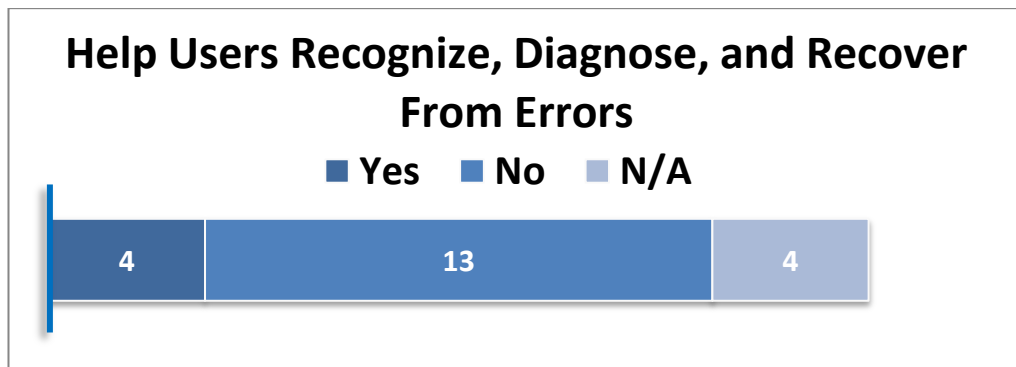 Help Users Recognize, Diagnose, and Recover
From Errors
Yes No N/A
4 13 4